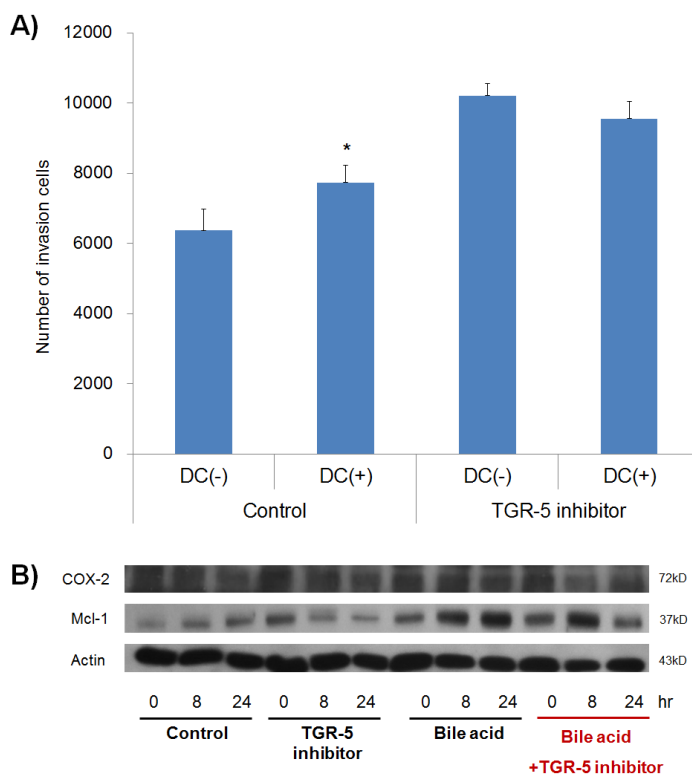 A)
12000
10000
8000
6000
4000
2000
0
Number of invasion cells
*
DC(-) DC(+) DC(-) DC(+)
Control TGR-5 inhibitor
B)
COX-2 72kD
Mcl-1 37kD
Actin 43kD
0 8 24 0 8 24 0 8 24 0 8 24 hr
Control TGR-5 Bile acid Bile acid
inhibitor +TGR-5 inhibitor